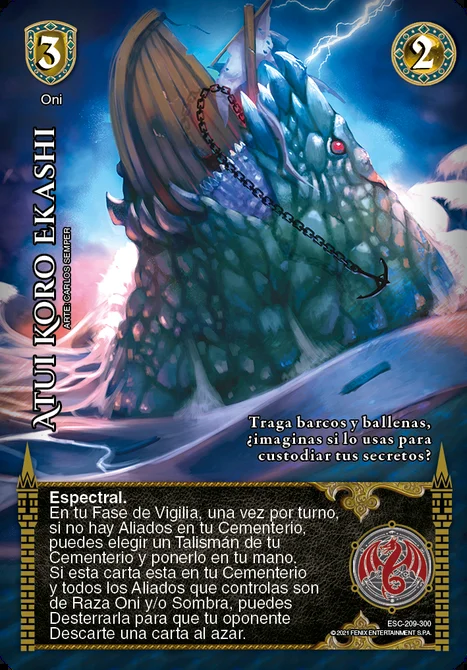 3
2
Oni
ATUI KORO EKASHI
ARTE: CARLOS SEMPER
Traga barcos y ballenas,
¿imaginas si lo usas para
custodiar tus secretos?
Espectral.
En tu Fase de Vigilia, una vez por turno,
si no hay Aliados en tu Cementerio,
puedes elegir un Talismán de tu
Cementerio y ponerlo en tu mano.
Si esta carta esta en tu Cementerio
y todos los Aliados que controlas son
de Raza Oni y/o Sombra, puedes
Desterrarla para que tu oponente
Descarte una carta al azar.
ESC-209-300
©2021 FENIX ENTERTAINMENT S.P.A.